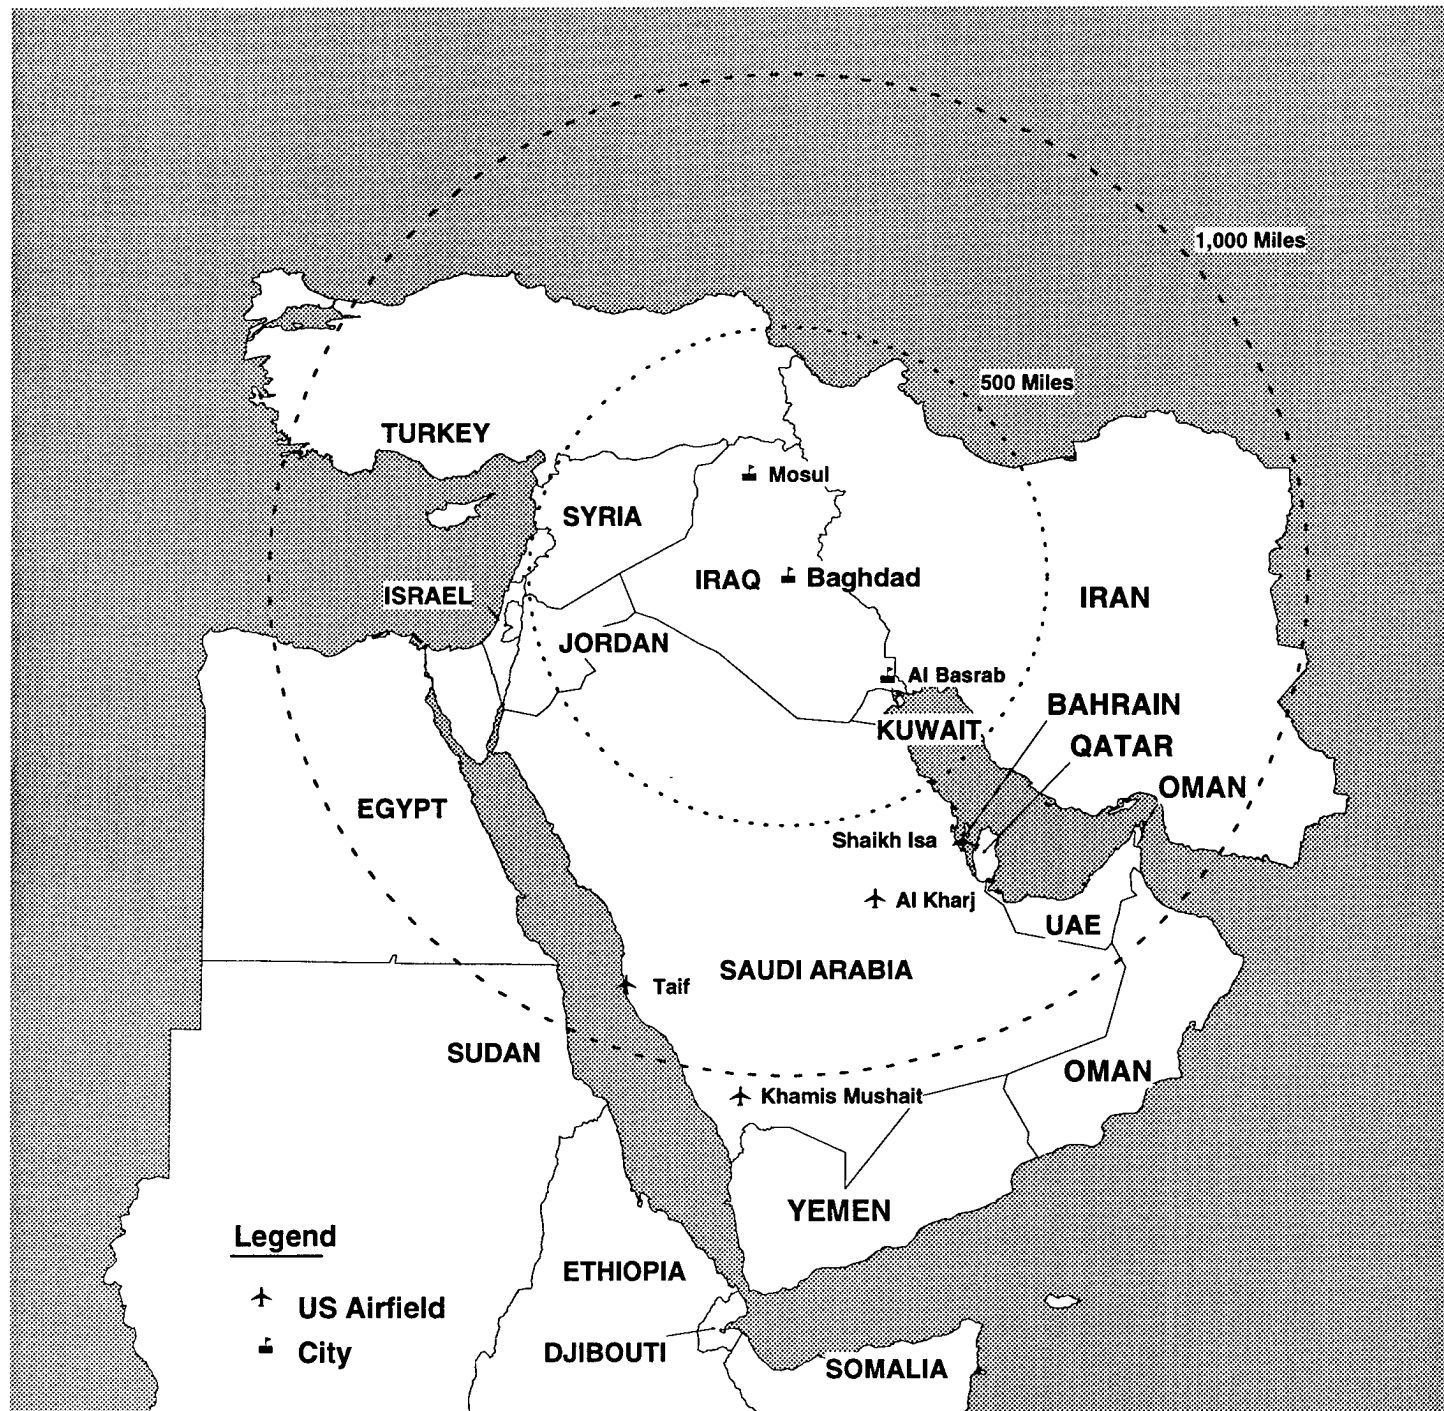 1,000 Miles
500 Miles
TURKEY
Mosul
SYRIA
IRAQ
Baghdad
ISRAEL
IRAN
JORDAN
Al Basrab
BAHRAIN
KUWAIT
QATAR
OMAN
EGYPT
Shaikh Isa
Al Kharj
UAE
SAUDI ARABIA
Taif
SUDAN
OMAN
Khamis Mushait
YEMEN
Legend
ETHIOPIA
US Airfield
City
DJIBOUTI
SOMALIA